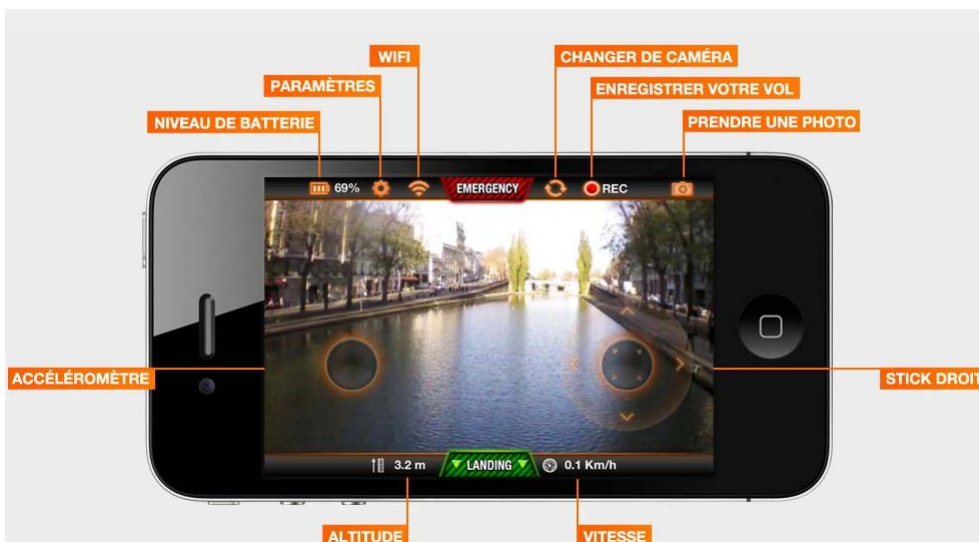 WIFI
CHANGER DE CAMÉRA
PARAMÈTRES
ENREGISTRER VOTRE VOL
NIVEAU DE BATTERIE
PRENDRE UNE PHOTO
69%
EMERGENCY
REC
ACCÉLÉROMÈTRE
STICK DROIT
3.2 m
LANDING
0.1 Km/h
ALTITUDE
VITESSE